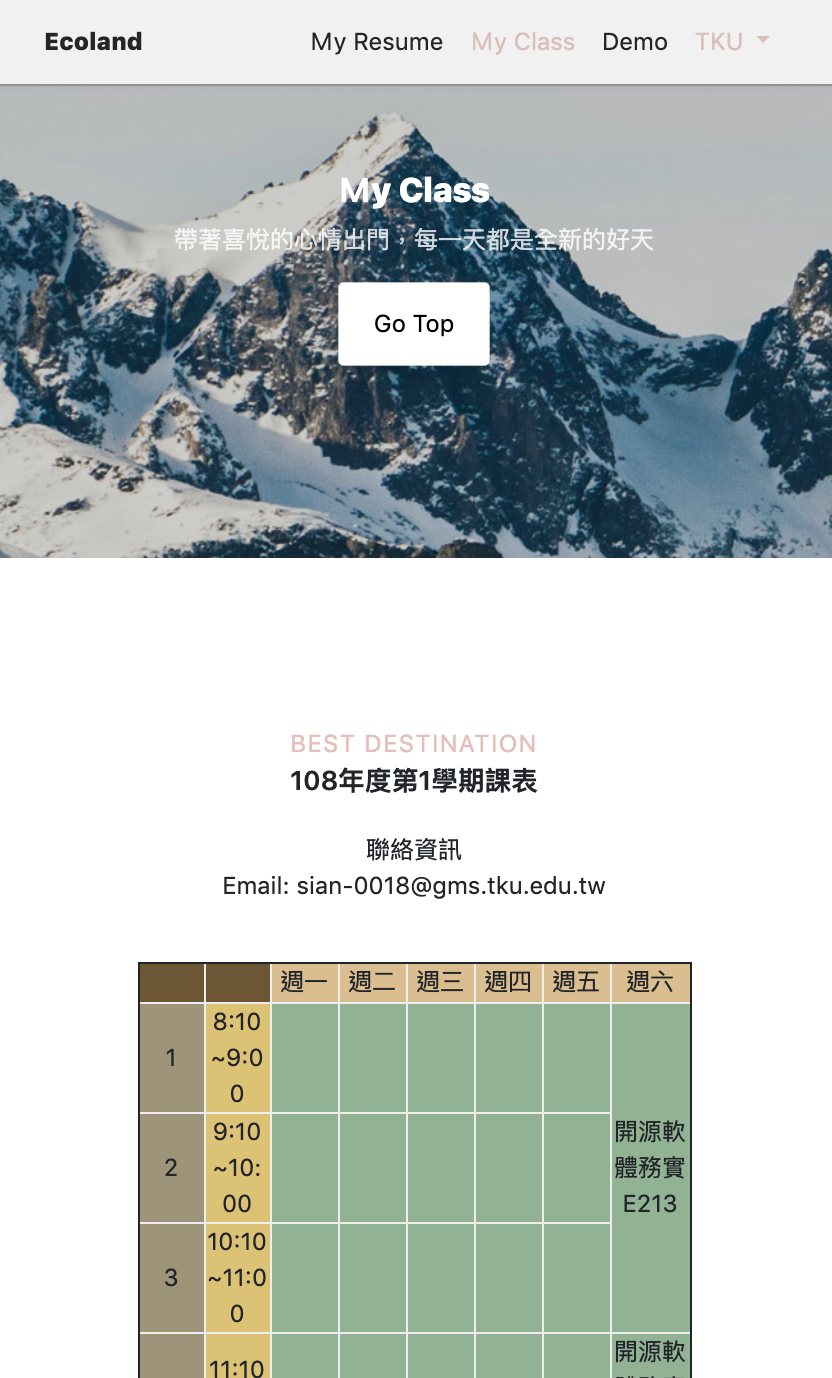 Ecoland My Resume My Class Demo TKU
My Class
帶著喜悅的心情出門，每一天都是全新的好天
Go Top
BEST DESTINATION
108年度第1學期課表
聯絡資訊
Email: sian-0018@gms.tku.edu.tw
週一 週二 週三 週四 週五 週六
1
8:10
~9:0
0
2
9:10
~10:
00
開源軟
體務實
E213
3
10:10
~11:0
0
11:10
開源軟